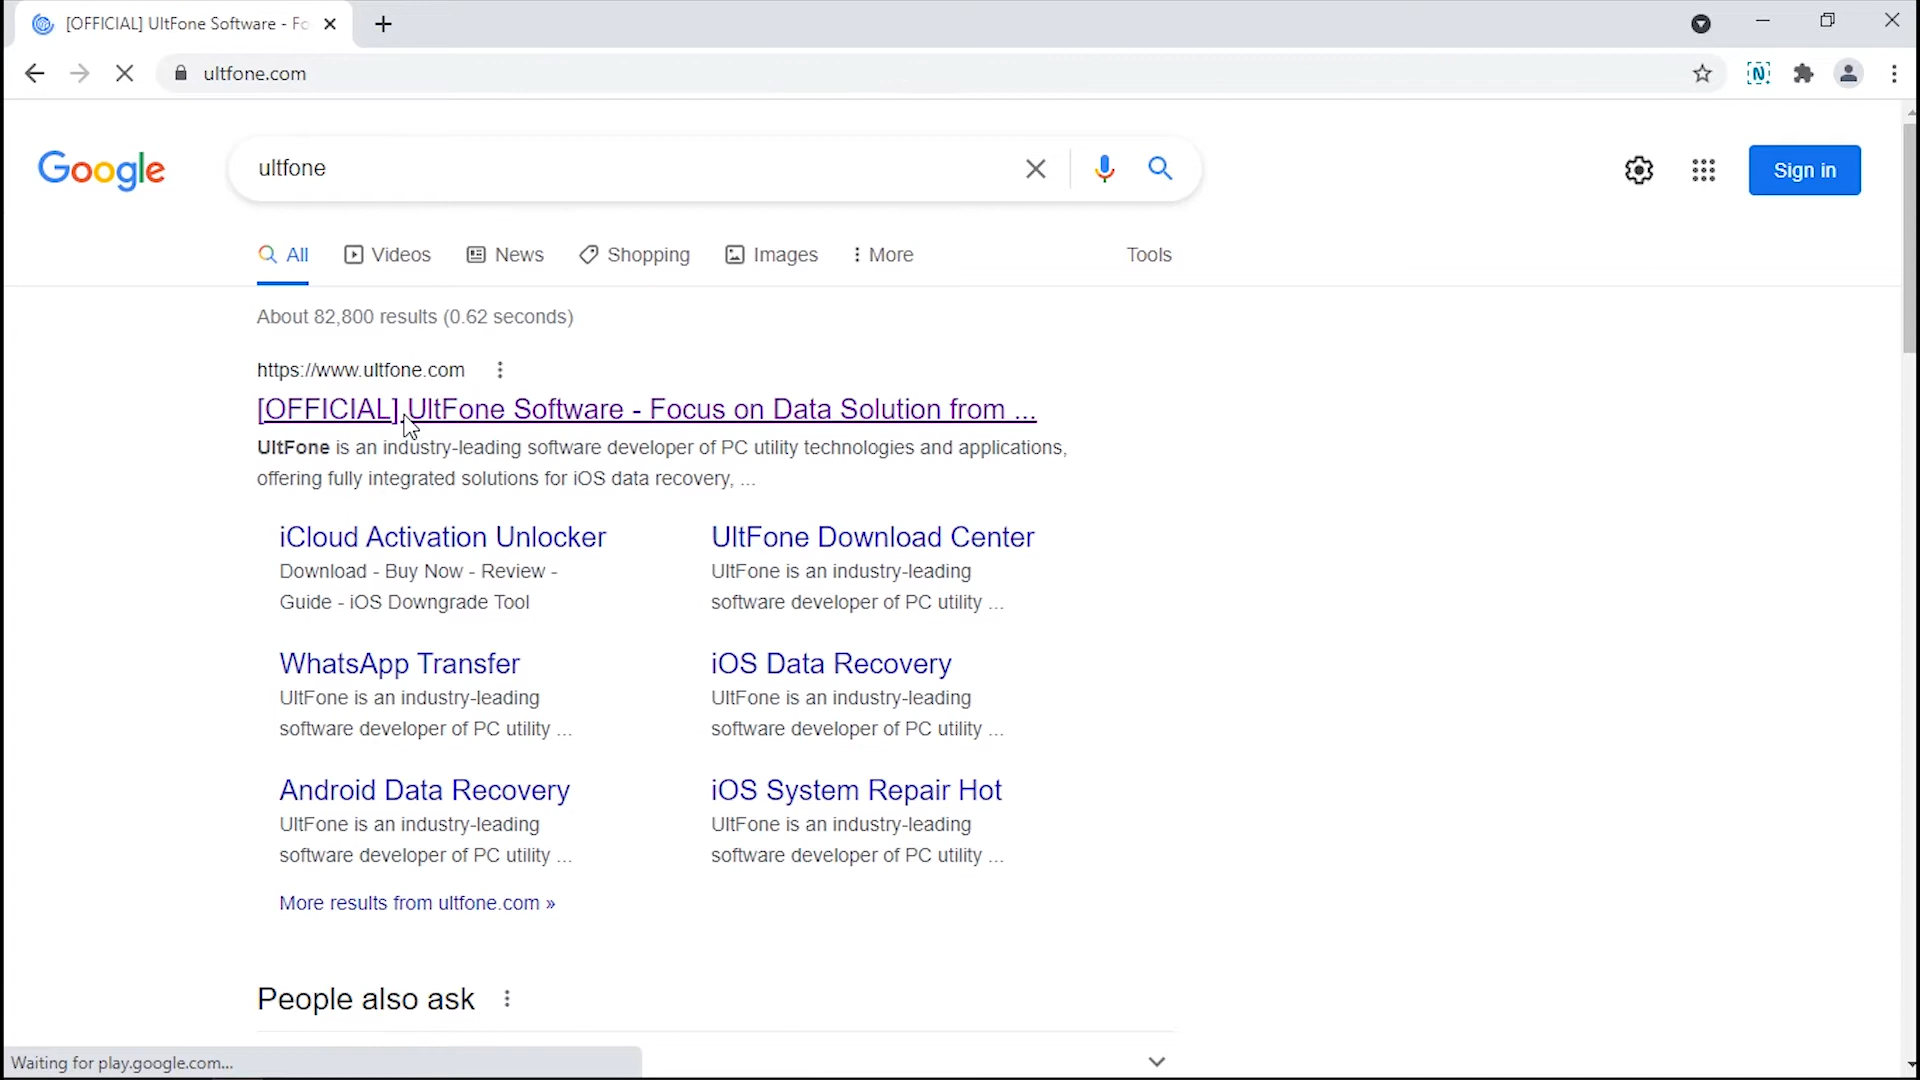 [OFFICIAL] UltFone Software - Fo
ultfone.com
Google
ultfone
Sign in
All
Videos
News
Shopping
Images
More
Tools
About 82,800 results (0.62 seconds)
https://www.ultfone.com
[OFFICIAL] UltFone Software - Focus on Data Solution from ...
UltFone is an industry-leading software developer of PC utility technologies and applications,
offering fully integrated solutions for iOS data recovery, ...
iCloud Activation Unlocker
Download - Buy Now - Review -
Guide - iOS Downgrade Tool
UltFone Download Center
UltFone is an industry-leading
software developer of PC utility ...
WhatsApp Transfer
UltFone is an industry-leading
software developer of PC utility ...
iOS Data Recovery
UltFone is an industry-leading
software developer of PC utility ...
Android Data Recovery
UltFone is an industry-leading
software developer of PC utility ...
iOS System Repair Hot
UltFone is an industry-leading
software developer of PC utility ...
More results from ultfone.com »
People also ask
Waiting for play.google.com...